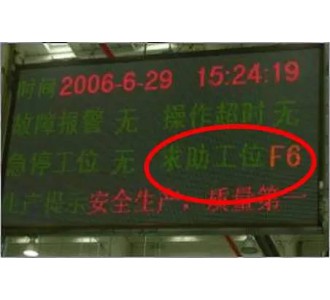 时间 2006-6-29 15:24:19
故障报警 无 操作超时 无
急停工位 无 求助工位 F6
生产提示 安全生产，质量第一